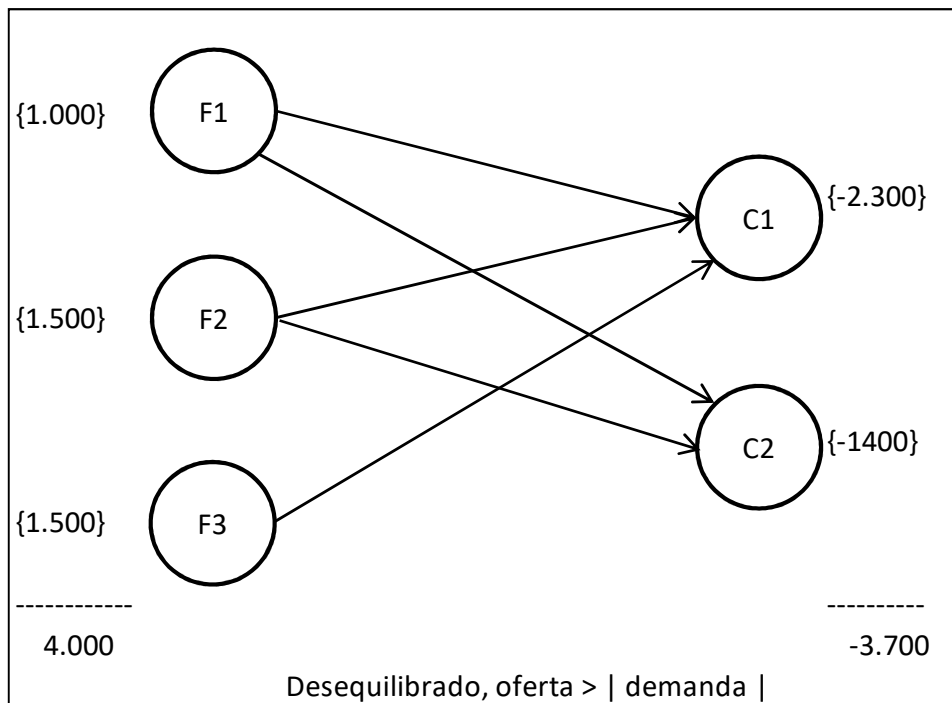 {1.000}
F1
{-2.300}
C1
{1.500}
F2
{-1400}
C2
{1.500}
F3
------------
----------
4.000
-3.700
Desequilibrado, oferta > | demanda |